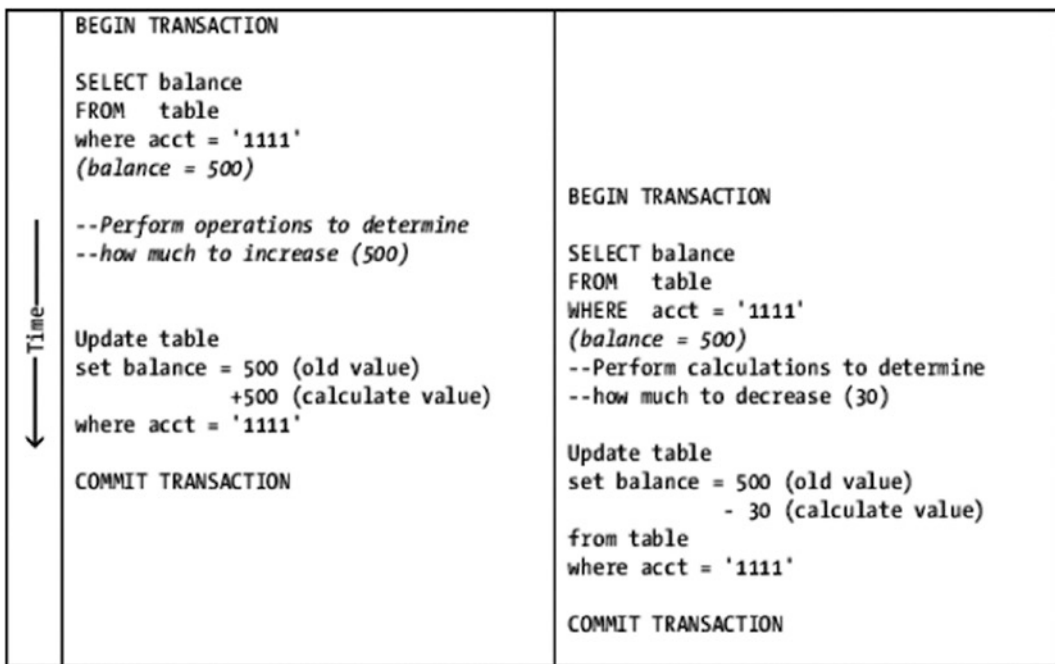 Time
BEGIN TRANSACTION
SELECT balance
FROM table
where acct = '1111'
(balance = 500)
--Perform operations to determine
--how much to increase (500)
Update table
set balance = 500 (old value)
+500 (calculate value)
where acct = '1111'
COMMIT TRANSACTION
BEGIN TRANSACTION
SELECT balance
FROM table
WHERE acct = '1111'
(balance = 500)
--Perform calculations to determine
--how much to decrease (30)
Update table
set balance = 500 (old value)
- 30 (calculate value)
from table
where acct = '1111'
COMMIT TRANSACTION